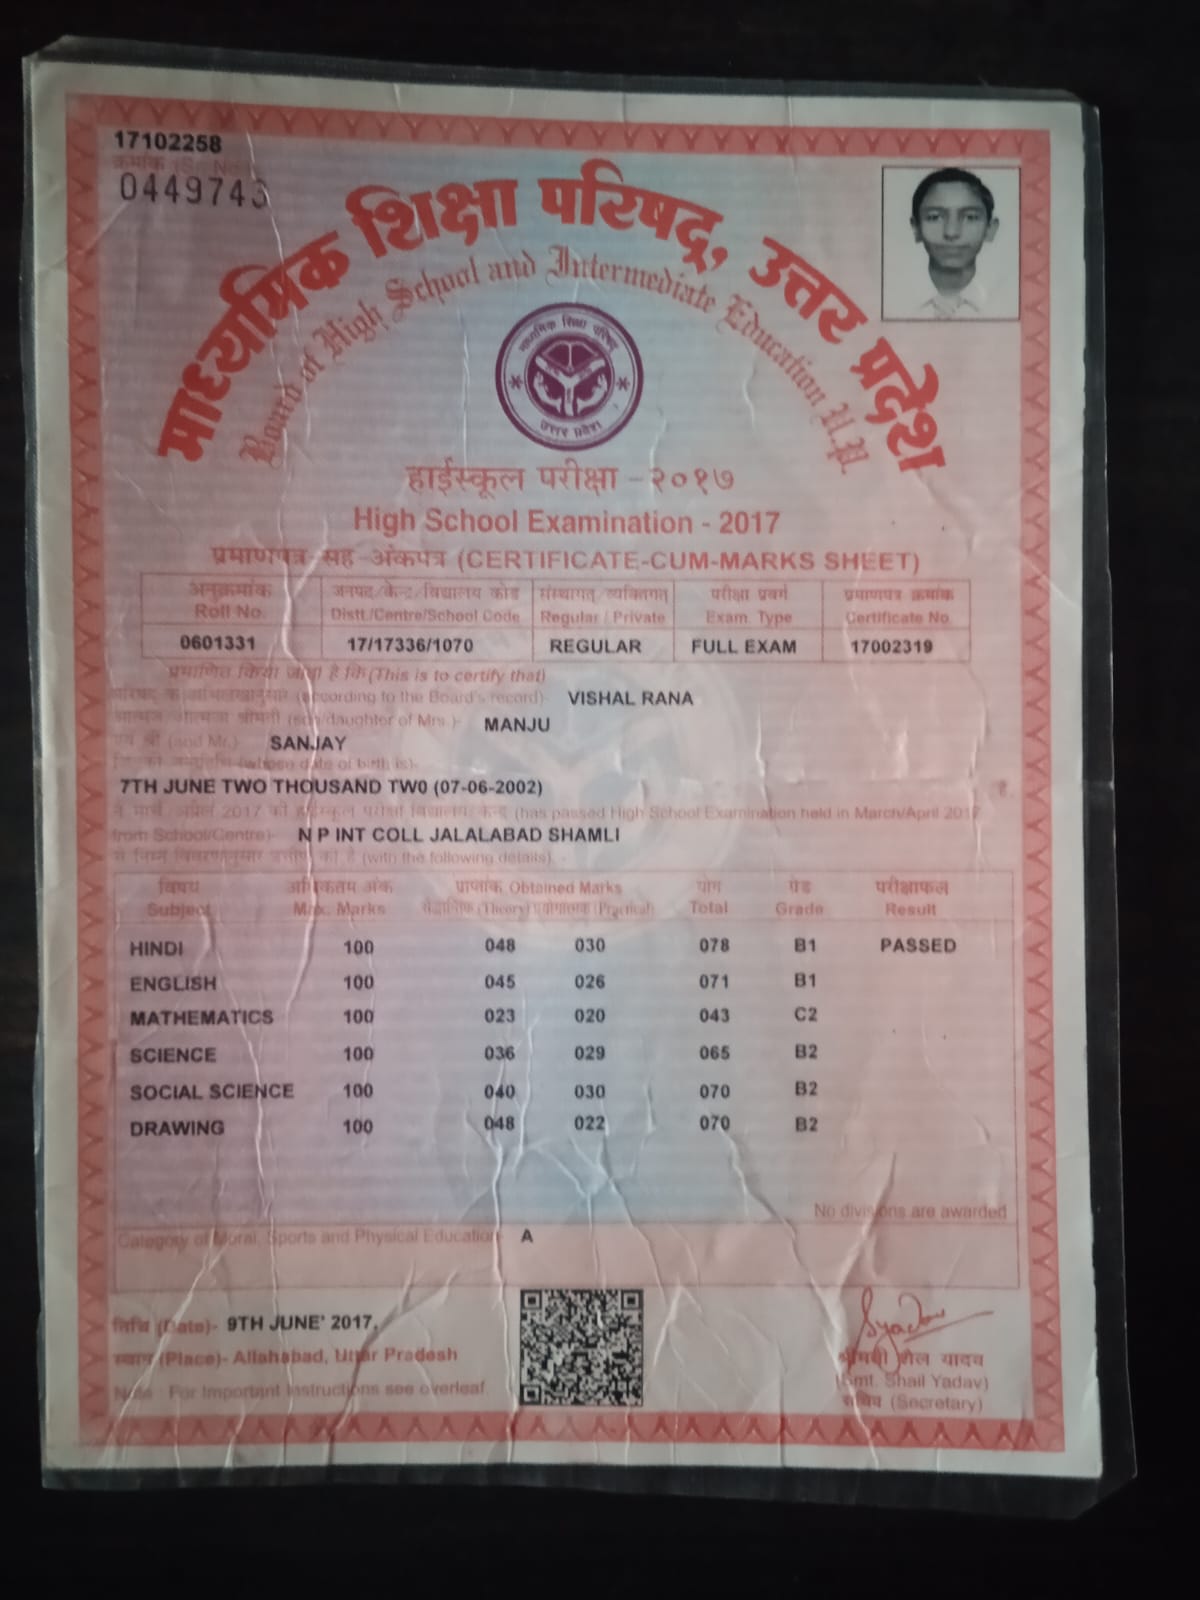 17102258
क्रमांक (Sr. No.)
0449743
माध्यमिक शिक्षा परिषद्, उत्तर प्रदेश
Board of High School and Intermediate Education U.P.
माध्यमिक शिक्षा परिषद्
उत्तर प्रदेश
हाईस्कूल परीक्षा - २०१७
High School Examination - 2017
प्रमाणपत्र-सह-अंकपत्र (CERTIFICATE-CUM-MARKS SHEET)
अनुक्रमांक जनपद/केन्द्र/विद्यालय कोड संस्थागत/व्यक्तिगत परीक्षा प्रवर्ग प्रमाणपत्र क्रमांक
Roll No. Distt./Centre/School Code Regular / Private Exam. Type Certificate No.
0601331 17/17336/1070 REGULAR FULL EXAM 17002319
प्रमाणित किया जाता है कि (This is to certify that)
परिषद के अभिलेखानुसार (according to the Board's record)- VISHAL RANA
आत्मज/आत्मजा श्रीमती (son/daughter of Mrs.)- MANJU
एवं श्री (and Mr.)- SANJAY
(whose date of birth is)-
7TH JUNE TWO THOUSAND TW0 (07-06-2002) है,
ने मार्च/अप्रैल 2017 की हाईस्कूल परीक्षा विद्यालय/केन्द्र (has passed High School Examination held in March/April 2017
from School/Centre)- N P INT COLL JALALABAD SHAMLI
से निम्न विवरणानुसार उत्तीर्ण की है (with the following details). -
विषय अधिकतम अंक प्राप्तांक Obtained Marks योग ग्रेड परीक्षाफल
Subject Max. Marks सैद्धान्तिक (Theory) प्रयोगात्मक (Practical) Total Grade Result
HINDI 100 048 030 078 B1 PASSED
ENGLISH 100 045 026 071 B1
MATHEMATICS 100 023 020 043 C2
SCIENCE 100 036 029 065 B2
SOCIAL SCIENCE 100 040 030 070 B2
DRAWING 100 048 022 070 B2
No divisions are awarded
Category of Moral, Sports and Physical Education- A
तिथि (Date)- 9TH JUNE' 2017.
स्थान (Place)- Allahabad, Uttar Pradesh
Note : For Important Instructions see overleaf.
Syadav
श्रीमती शैल यादव
(Smt. Shail Yadav)
सचिव (Secretary)